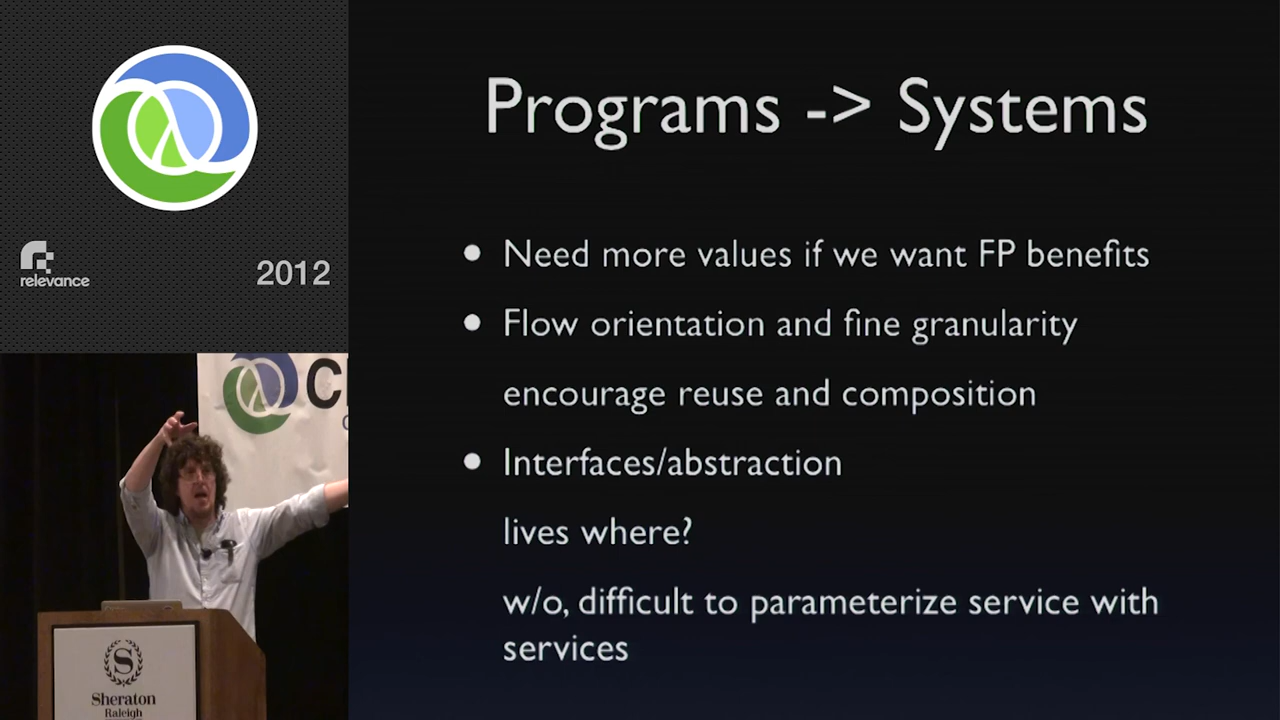 Programs -> Systems
• Need more values if we want FP benefits
• Flow orientation and fine granularity
encourage reuse and composition
• Interfaces/abstraction
lives where?
w/o, difficult to parameterize service with
services
relevance
2012
C
S
Sheraton
Raleigh